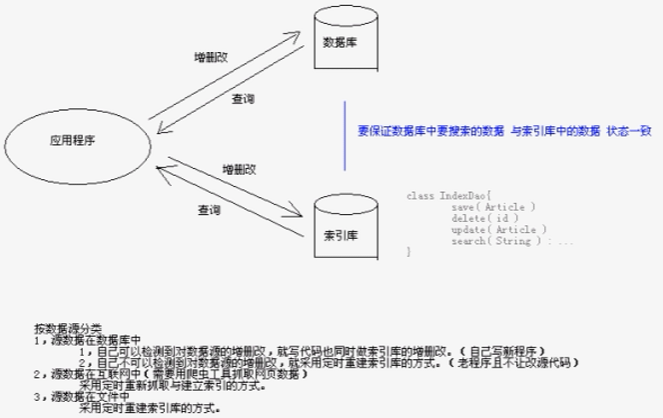 数据库
增删改
查询
应用程序
要保证数据库中要搜索的数据 与索引库中的数据 状态一致
增删改
查询
索引库
class IndexDao{
save( Article )
delete( id )
update( Article )
search( String ) : ...
}
按数据源分类
1,源数据在数据库中
1,自己可以检测到对数据源的增删改,就写代码也同时做索引库的增删改。( 自己写新程序 )
2,自己不可以检测到对数据源的增删改,就采用定时重建索引库的方式。( 老程序且不让改源代码 )
2,源数据在互联网中( 需要用爬虫工具抓取网页数据 )
采用定时重新抓取与建立索引的方式。
3,源数据在文件中
采用定时重建索引库的方式。